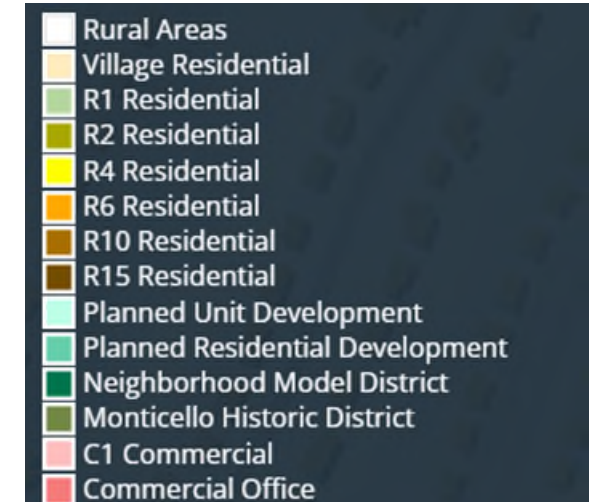 Rural Areas
Village Residential
R1 Residential
R2 Residential
R4 Residential
R6 Residential
R10 Residential
R15 Residential
Planned Unit Development
Planned Residential Development
Neighborhood Model District
Monticello Historic District
C1 Commercial
Commercial Office